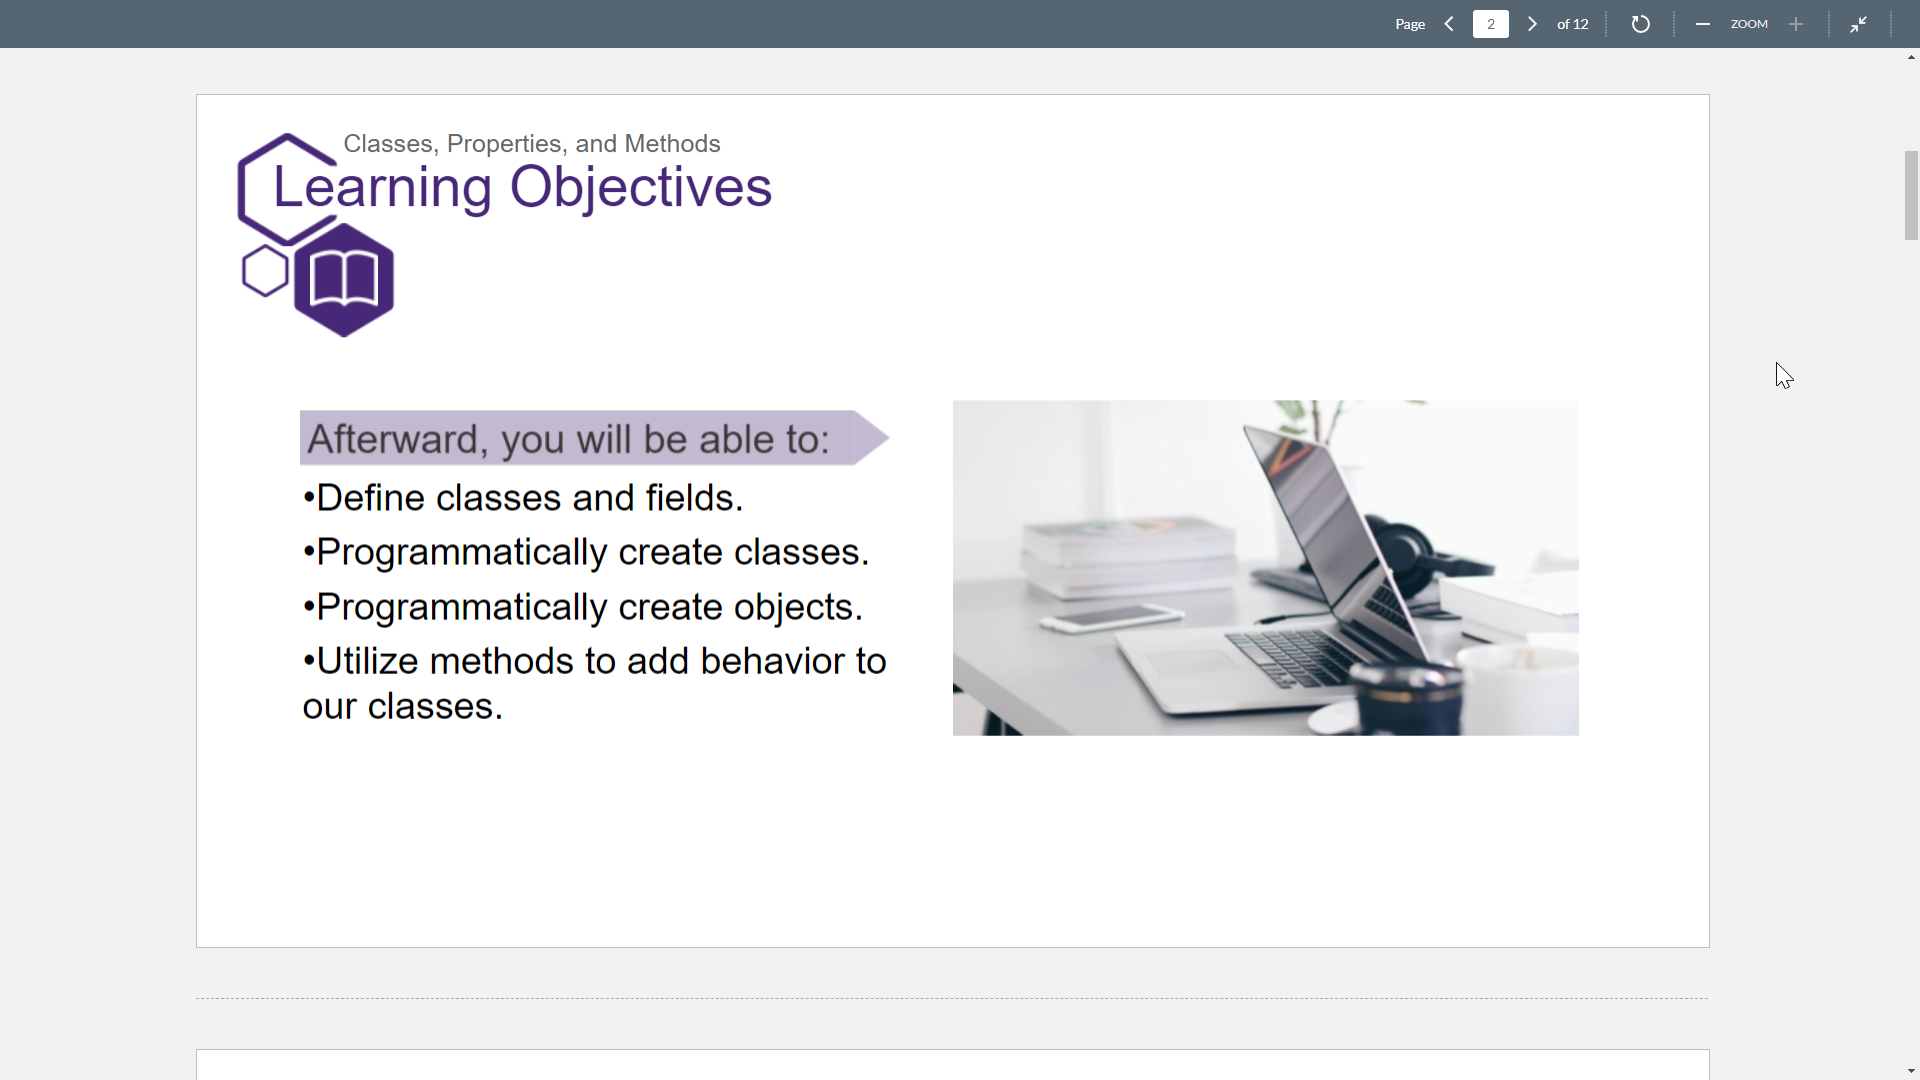 Page 2 of 12 ZOOM
Classes, Properties, and Methods
Learning Objectives
Afterward, you will be able to:
•Define classes and fields.
•Programmatically create classes.
•Programmatically create objects.
•Utilize methods to add behavior to
our classes.